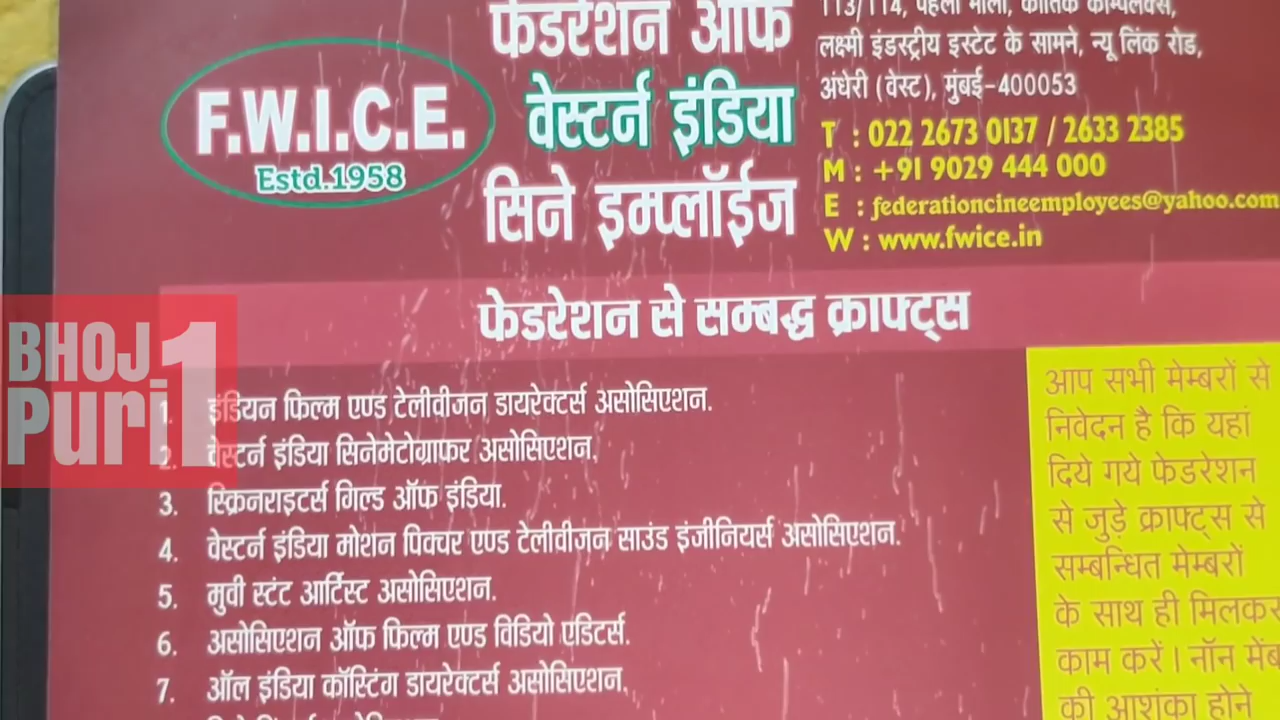 F.W.I.C.E.
Estd.1958
फेडरेशन ऑफ
वेस्टर्न इंडिया
सिने इम्प्लॉईज
113/114, पहला माला, कार्तिक कॉम्पलेक्स,
लक्ष्मी इंडस्ट्रीय इस्टेट के सामने, न्यू लिंक रोड,
अंधेरी (वेस्ट), मुंबई-400053
T : 022 2673 0137 / 2633 2385
M : +91 9029 444 000
E : federationcineemployees@yahoo.com
W : www.fwice.in
फेडरेशन से सम्बद्ध क्राफ्ट्स
BHOJ
PURI 1
1. इंडियन फिल्म एण्ड टेलीवीजन डायरेक्टर्स असोसिएशन.
2. वेस्टर्न इंडिया सिनेमेटोग्राफर असोसिएशन.
3. स्क्रिनराइटर्स गिल्ड ऑफ इंडिया.
4. वेस्टर्न इंडिया मोशन पिक्चर एण्ड टेलीवीजन साउंड इंजीनियर्स असोसिएशन.
5. मुवी स्टंट आर्टिस्ट असोसिएशन.
6. असोसिएशन ऑफ फिल्म एण्ड विडियो एडिटर्स.
7. ऑल इंडिया कॉस्टिंग डायरेक्टर्स असोसिएशन.
आप सभी मेम्बरों से
निवेदन है कि यहां
दिये गये फेडरेशन
से जुड़े क्राफ्ट्स से
सम्बन्धित मेम्बरों
के साथ ही मिलकर
काम करें। नॉन मेंब
की आशंका होने